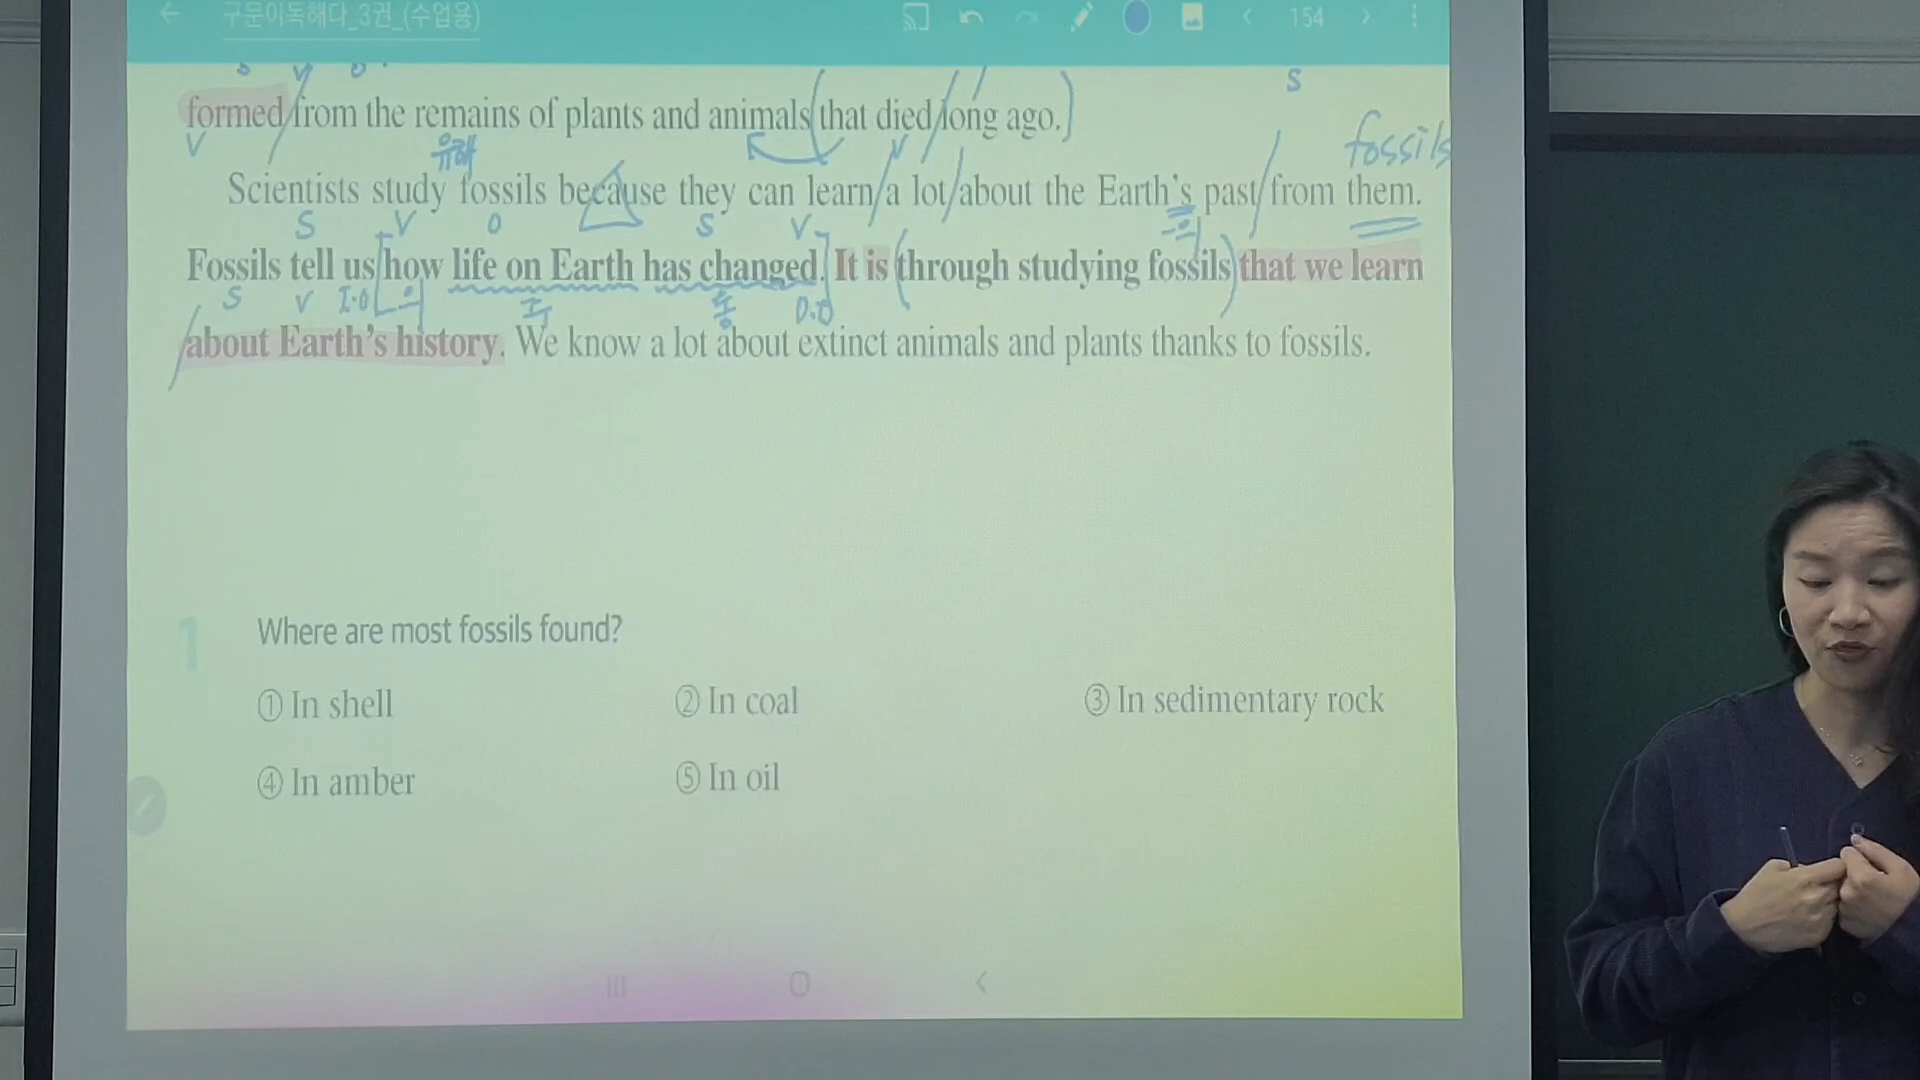 구문이독해다_3권_(수업용)
154
S V O S
formed from the remains of plants and animals that died long ago.
V 유해 V fossils
Scientists study fossils because they can learn a lot about the Earth's past from them.
S V O S V 의
Fossils tell us how life on Earth has changed. It is through studying fossils that we learn
S V I.O 의 주 동 D.O
about Earth's history. We know a lot about extinct animals and plants thanks to fossils.
1 Where are most fossils found?
① In shell ② In coal ③ In sedimentary rock
④ In amber ⑤ In oil